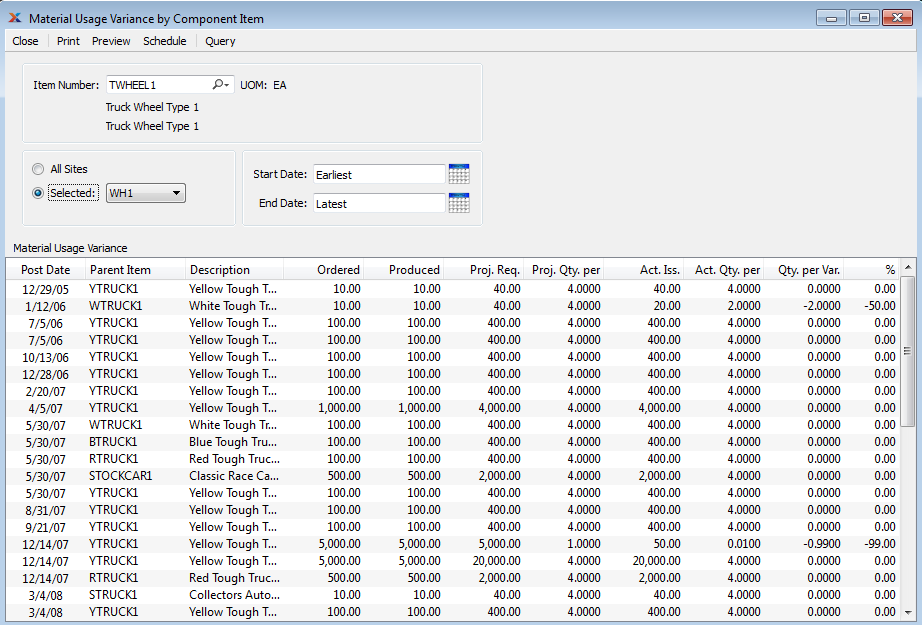 Material Usage Variance by Component Item
Close Print Preview Schedule Query
Item Number: TWHEEL1 UOM: EA
Truck Wheel Type 1
Truck Wheel Type 1
All Sites
Selected: WH1
Start Date: Earliest
End Date: Latest
Material Usage Variance
Post Date Parent Item Description Ordered Produced Proj. Req. Proj. Qty. per Act. Iss. Act. Qty. per Qty. per Var. %
12/29/05 YTRUCK1 Yellow Tough T... 10.00 10.00 40.00 4.0000 40.00 4.0000 0.0000 0.00
1/12/06 WTRUCK1 White Tough Tr... 10.00 10.00 40.00 4.0000 20.00 2.0000 -2.0000 -50.00
7/5/06 YTRUCK1 Yellow Tough T... 100.00 100.00 400.00 4.0000 400.00 4.0000 0.0000 0.00
7/5/06 YTRUCK1 Yellow Tough T... 100.00 100.00 400.00 4.0000 400.00 4.0000 0.0000 0.00
10/13/06 YTRUCK1 Yellow Tough T... 100.00 100.00 400.00 4.0000 400.00 4.0000 0.0000 0.00
12/28/06 YTRUCK1 Yellow Tough T... 100.00 100.00 400.00 4.0000 400.00 4.0000 0.0000 0.00
2/20/07 YTRUCK1 Yellow Tough T... 100.00 100.00 400.00 4.0000 400.00 4.0000 0.0000 0.00
4/5/07 YTRUCK1 Yellow Tough T... 1,000.00 1,000.00 4,000.00 4.0000 4,000.00 4.0000 0.0000 0.00
5/30/07 WTRUCK1 White Tough Tr... 100.00 100.00 400.00 4.0000 400.00 4.0000 0.0000 0.00
5/30/07 BTRUCK1 Blue Tough Tru... 100.00 100.00 400.00 4.0000 400.00 4.0000 0.0000 0.00
5/30/07 RTRUCK1 Red Tough Truc... 100.00 100.00 400.00 4.0000 400.00 4.0000 0.0000 0.00
5/30/07 STOCKCAR1 Classic Race Ca... 500.00 500.00 2,000.00 4.0000 2,000.00 4.0000 0.0000 0.00
5/30/07 YTRUCK1 Yellow Tough T... 100.00 100.00 400.00 4.0000 400.00 4.0000 0.0000 0.00
8/31/07 YTRUCK1 Yellow Tough T... 100.00 100.00 400.00 4.0000 400.00 4.0000 0.0000 0.00
9/21/07 YTRUCK1 Yellow Tough T... 100.00 100.00 400.00 4.0000 400.00 4.0000 0.0000 0.00
12/14/07 YTRUCK1 Yellow Tough T... 5,000.00 5,000.00 5,000.00 1.0000 50.00 0.0100 -0.9900 -99.00
12/14/07 YTRUCK1 Yellow Tough T... 5,000.00 5,000.00 20,000.00 4.0000 20,000.00 4.0000 0.0000 0.00
12/14/07 RTRUCK1 Red Tough Truc... 500.00 500.00 2,000.00 4.0000 2,000.00 4.0000 0.0000 0.00
3/4/08 STRUCK1 Collectors Auto... 10.00 10.00 40.00 4.0000 40.00 4.0000 0.0000 0.00
3/4/08 YTRUCK1 Yellow Tough T... 100.00 100.00 400.00 4.0000 400.00 4.0000 0.0000 0.00